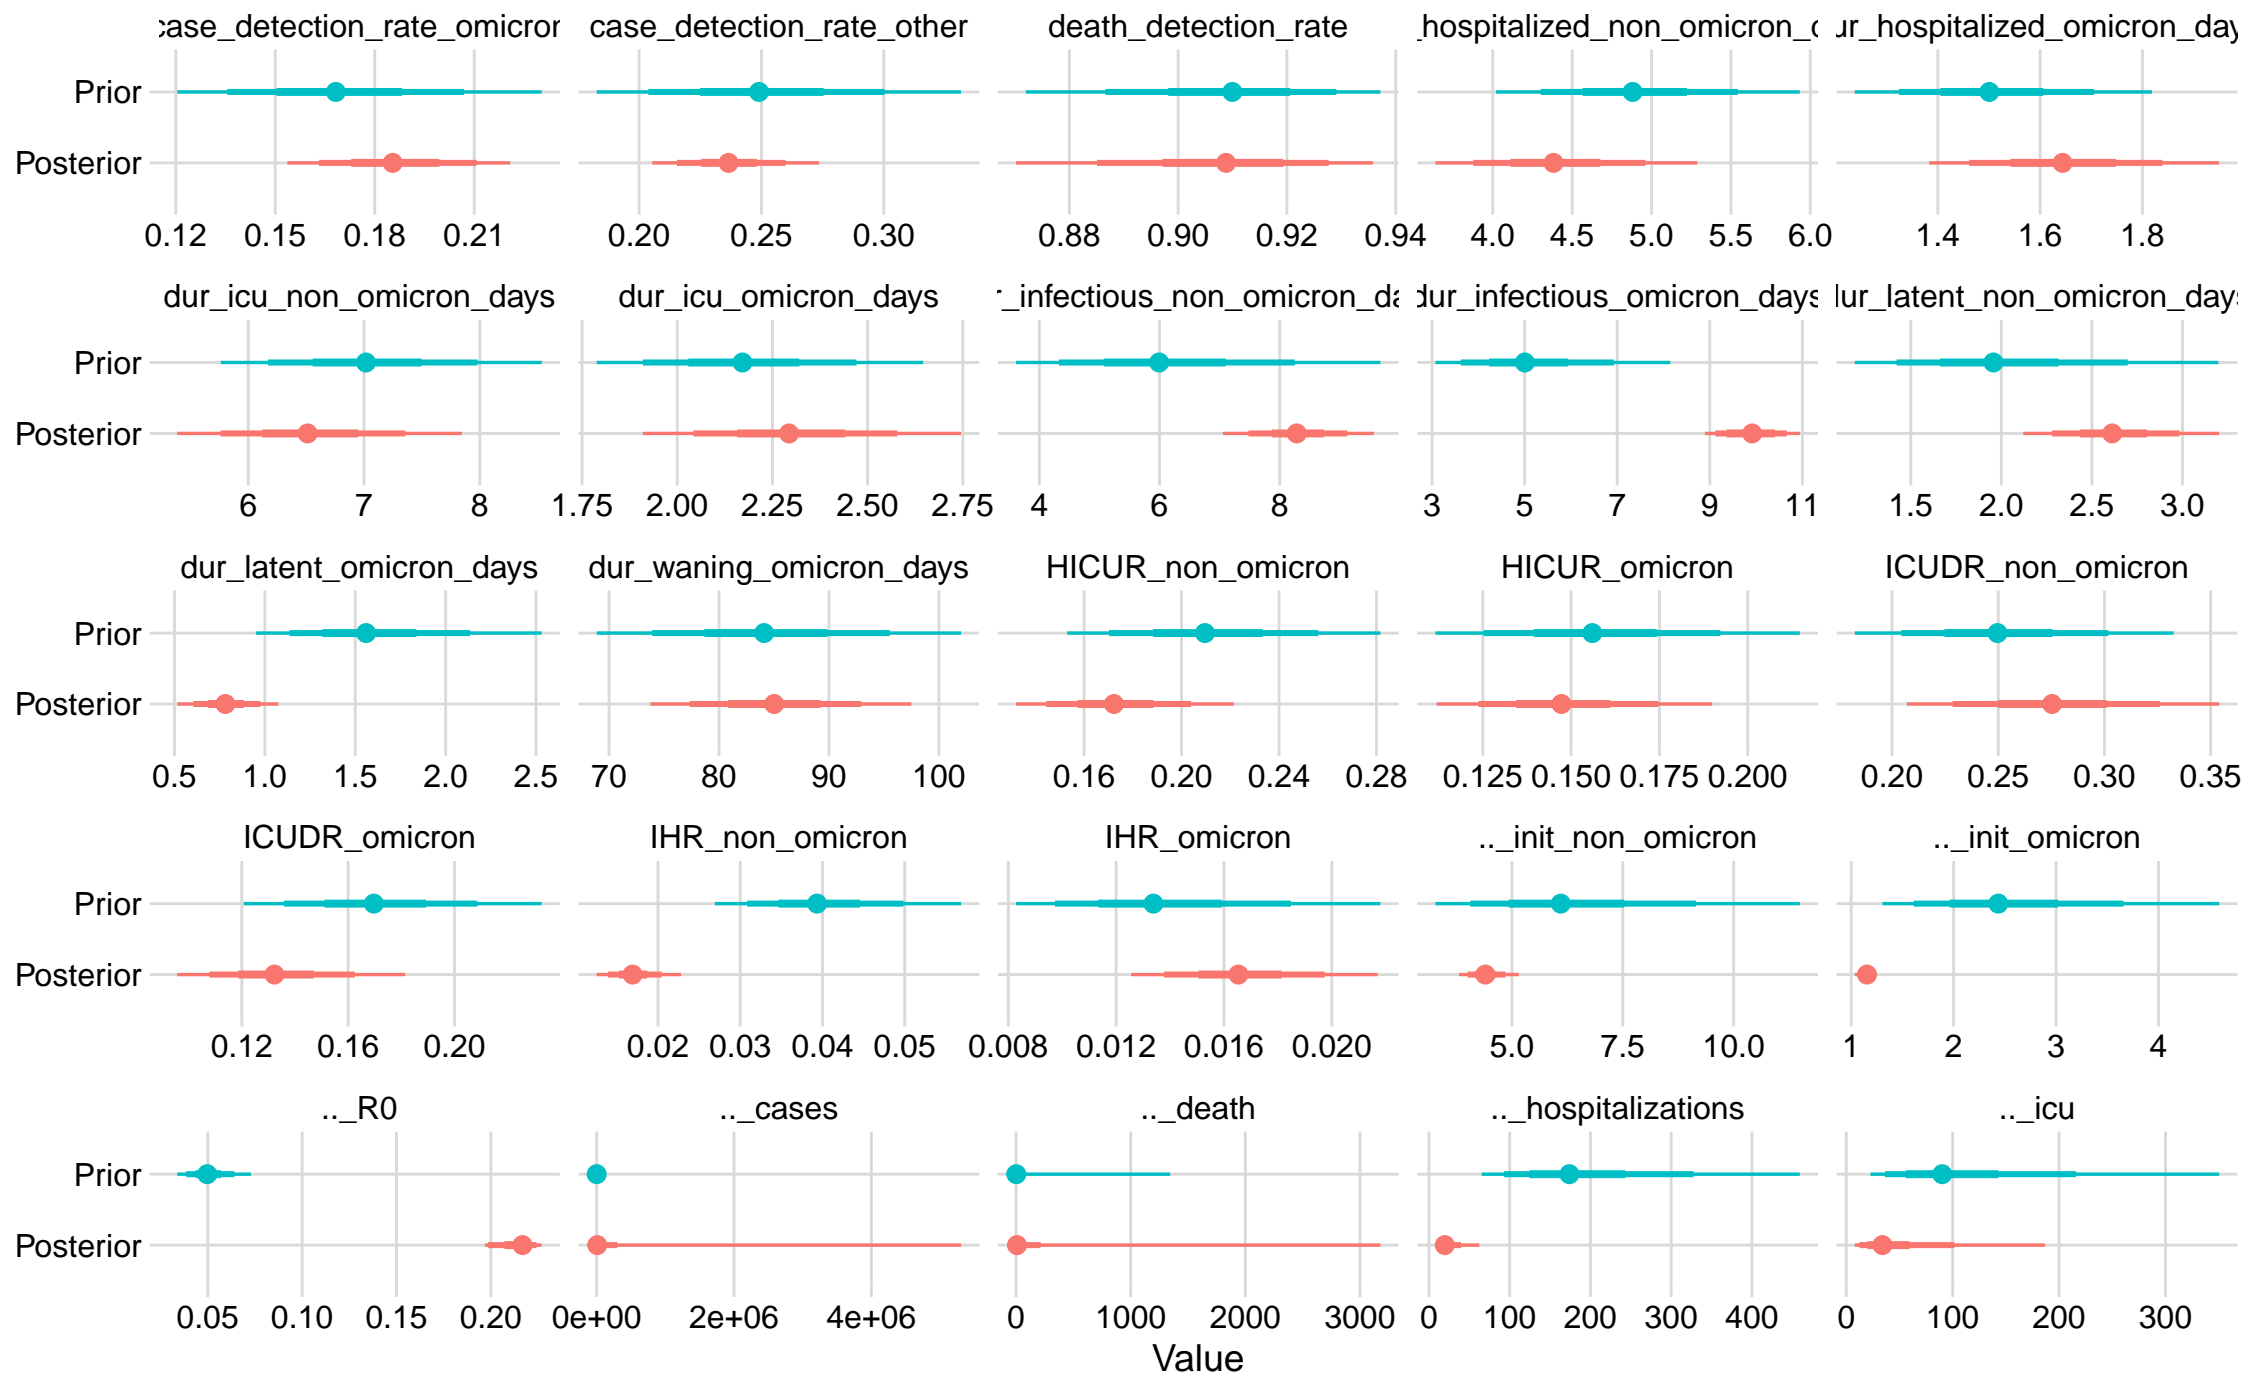 case_detection_rate_omicron case_detection_rate_other death_detection_rate _hospitalized_non_omicron_ ur_hospitalized_omicron_day
Prior
Posterior
0.12 0.15 0.18 0.21 0.20 0.25 0.30 0.88 0.90 0.92 0.94 4.0 4.5 5.0 5.5 6.0 1.4 1.6 1.8
dur_icu_non_omicron_days dur_icu_omicron_days r_infectious_non_omicron_da dur_infectious_omicron_days dur_latent_non_omicron_days
Prior
Posterior
6 7 8 1.75 2.00 2.25 2.50 2.75 4 6 8 3 5 7 9 11 1.5 2.0 2.5 3.0
dur_latent_omicron_days dur_waning_omicron_days HICUR_non_omicron HICUR_omicron ICUDR_non_omicron
Prior
Posterior
0.5 1.0 1.5 2.0 2.5 70 80 90 100 0.16 0.20 0.24 0.28 0.125 0.150 0.175 0.200 0.20 0.25 0.30 0.35
ICUDR_omicron IHR_non_omicron IHR_omicron .._init_non_omicron .._init_omicron
Prior
Posterior
0.12 0.16 0.20 0.02 0.03 0.04 0.05 0.008 0.012 0.016 0.020 5.0 7.5 10.0 1 2 3 4
.._R0 .._cases .._death .._hospitalizations .._icu
Prior
Posterior
0.05 0.10 0.15 0.20 0e+00 2e+06 4e+06 0 1000 2000 3000 0 100 200 300 400 0 100 200 300
Value